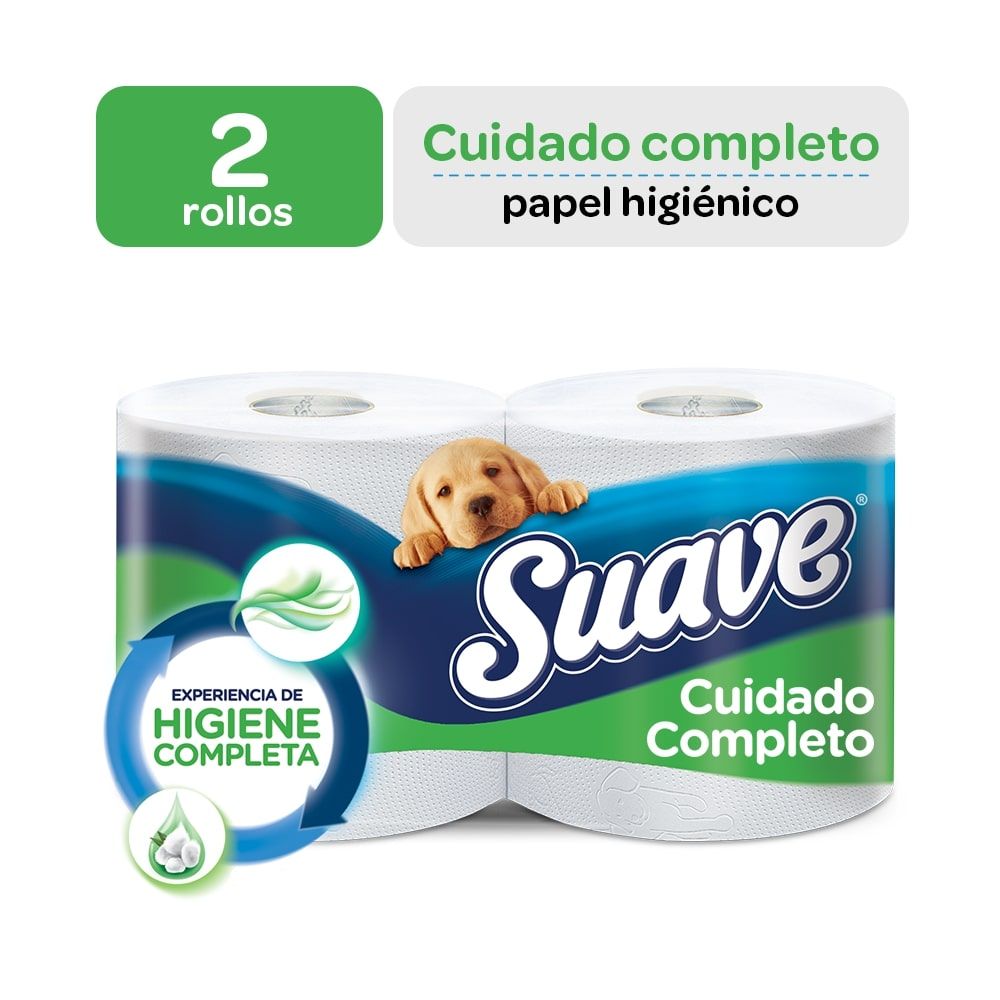 2
rollos
Cuidado completo
papel higiénico
Suave®
EXPERIENCIA DE
HIGIENE
COMPLETA
Cuidado
Completo